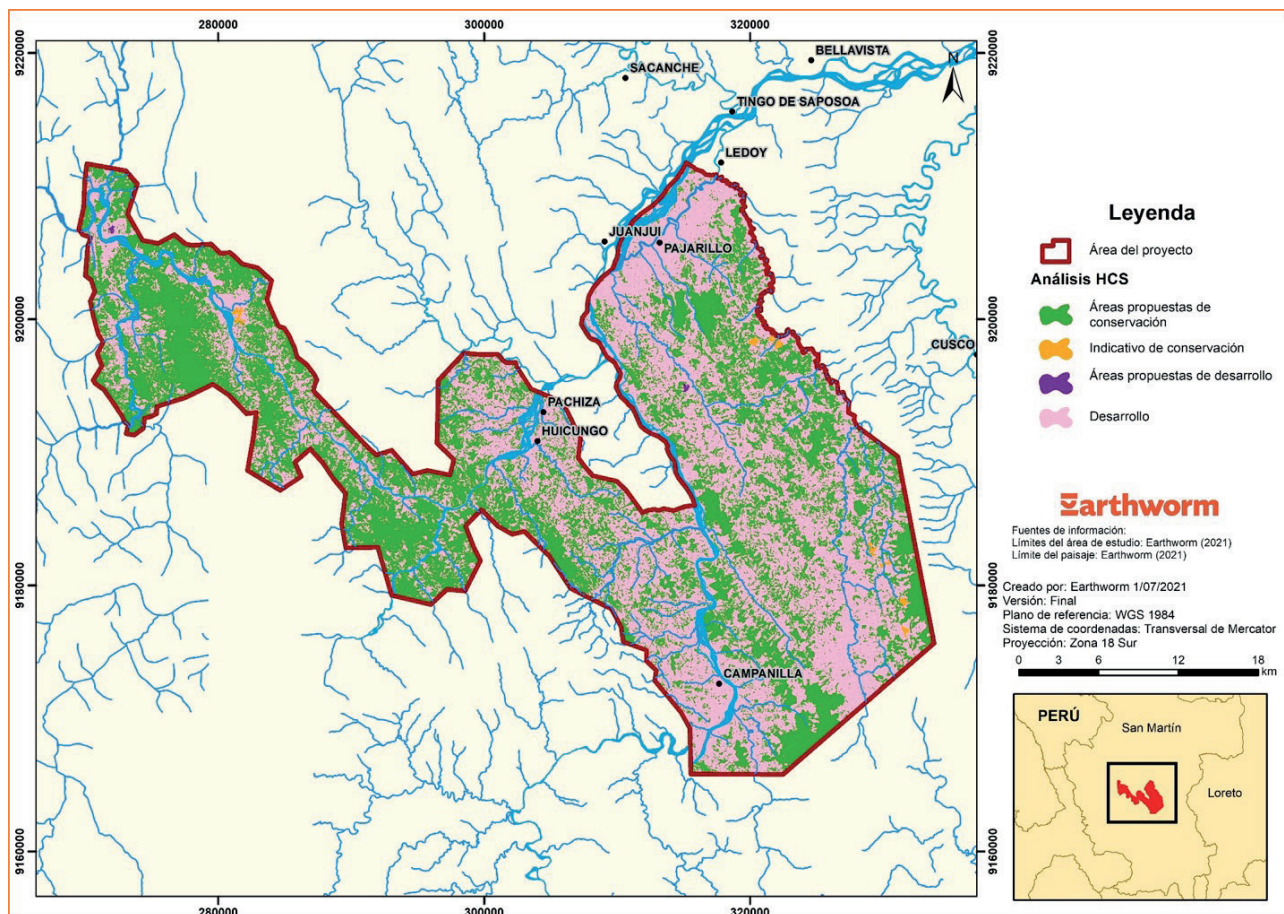 280000
300000
320000
9220000
9220000
BELLAVISTA
SACANCHE
N
TINGO DE SAPOSOA
LEDOY
JUANJUI
PAJARILLO
9200000
9200000
CUSCO
PACHIZA
HUICUNGO
9180000
9180000
CAMPANILLA
9160000
9160000
280000
300000
320000
Leyenda
Área del proyecto
Análisis HCS
Áreas propuestas de
conservación
Indicativo de conservación
Áreas propuestas de desarrollo
Desarrollo
Earthworm
Fuentes de información:
Límites del área de estudio: Earthworm (2021)
Límite del paisaje: Earthworm (2021)
Creado por: Earthworm 1/07/2021
Versión: Final
Plano de referencia: WGS 1984
Sistema de coordenadas: Transversal de Mercator
Proyección: Zona 18 Sur
0 3 6 12 18
km
PERÚ
San Martín
Loreto